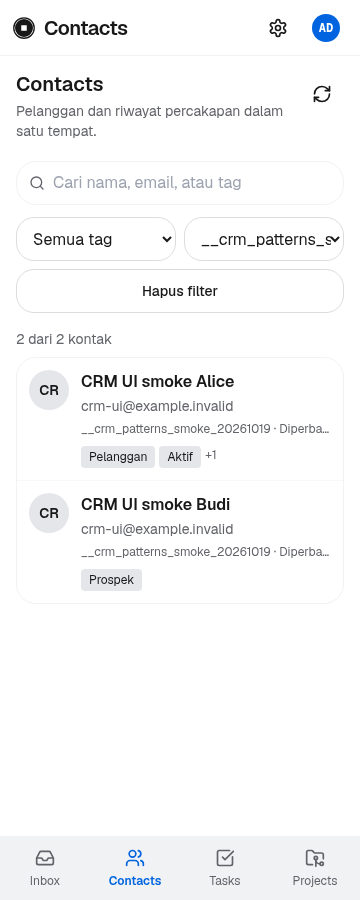 Contacts
AD
Contacts
Pelanggan dan riwayat percakapan dalam
satu tempat.
Cari nama, email, atau tag
Semua tag
__crm_patterns_s
Hapus filter
2 dari 2 kontak
CR
CRM UI smoke Alice
crm-ui@example.invalid
__crm_patterns_smoke_20261019 · Diperba…
Pelanggan
Aktif
+1
CR
CRM UI smoke Budi
crm-ui@example.invalid
__crm_patterns_smoke_20261019 · Diperba…
Prospek
Inbox
Contacts
Tasks
Projects